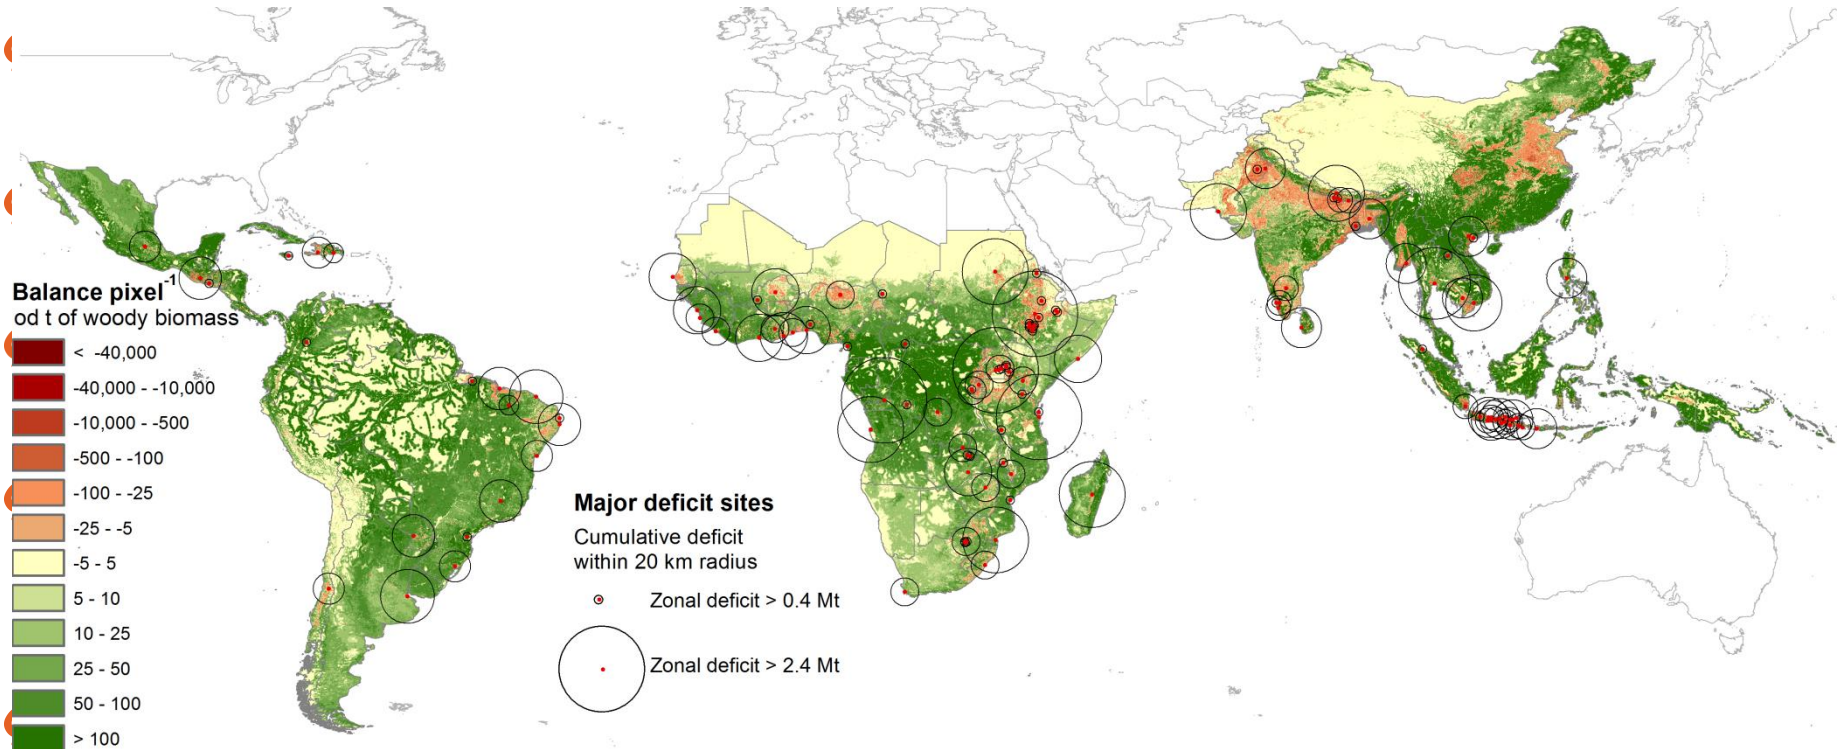 Balance pixel-1
od t of woody biomass
< -40,000
-40,000 - -10,000
-10,000 - -500
-500 - -100
-100 - -25
-25 - -5
-5 - 5
5 - 10
10 - 25
25 - 50
50 - 100
> 100
Major deficit sites
Cumulative deficit
within 20 km radius
Zonal deficit > 0.4 Mt
Zonal deficit > 2.4 Mt